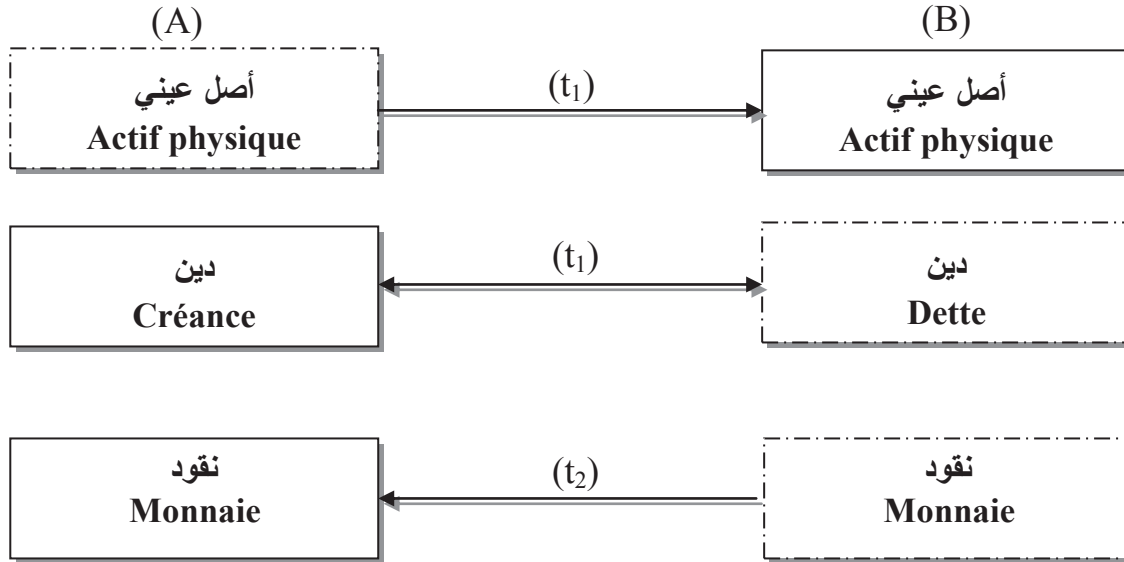 (A)
(B)
أصل عيني
Actif physique
(t₁)
أصل عيني
Actif physique
دين
Créance
(t₁)
دين
Dette
نقود
Monnaie
(t₂)
نقود
Monnaie